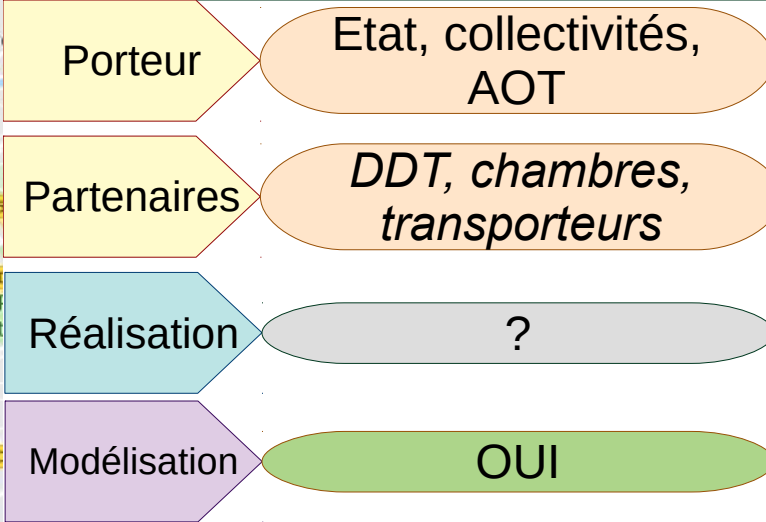 Porteur
Etat, collectivités,
AOT
Partenaires
DDT, chambres,
transporteurs
Réalisation
?
Modélisation
OUI